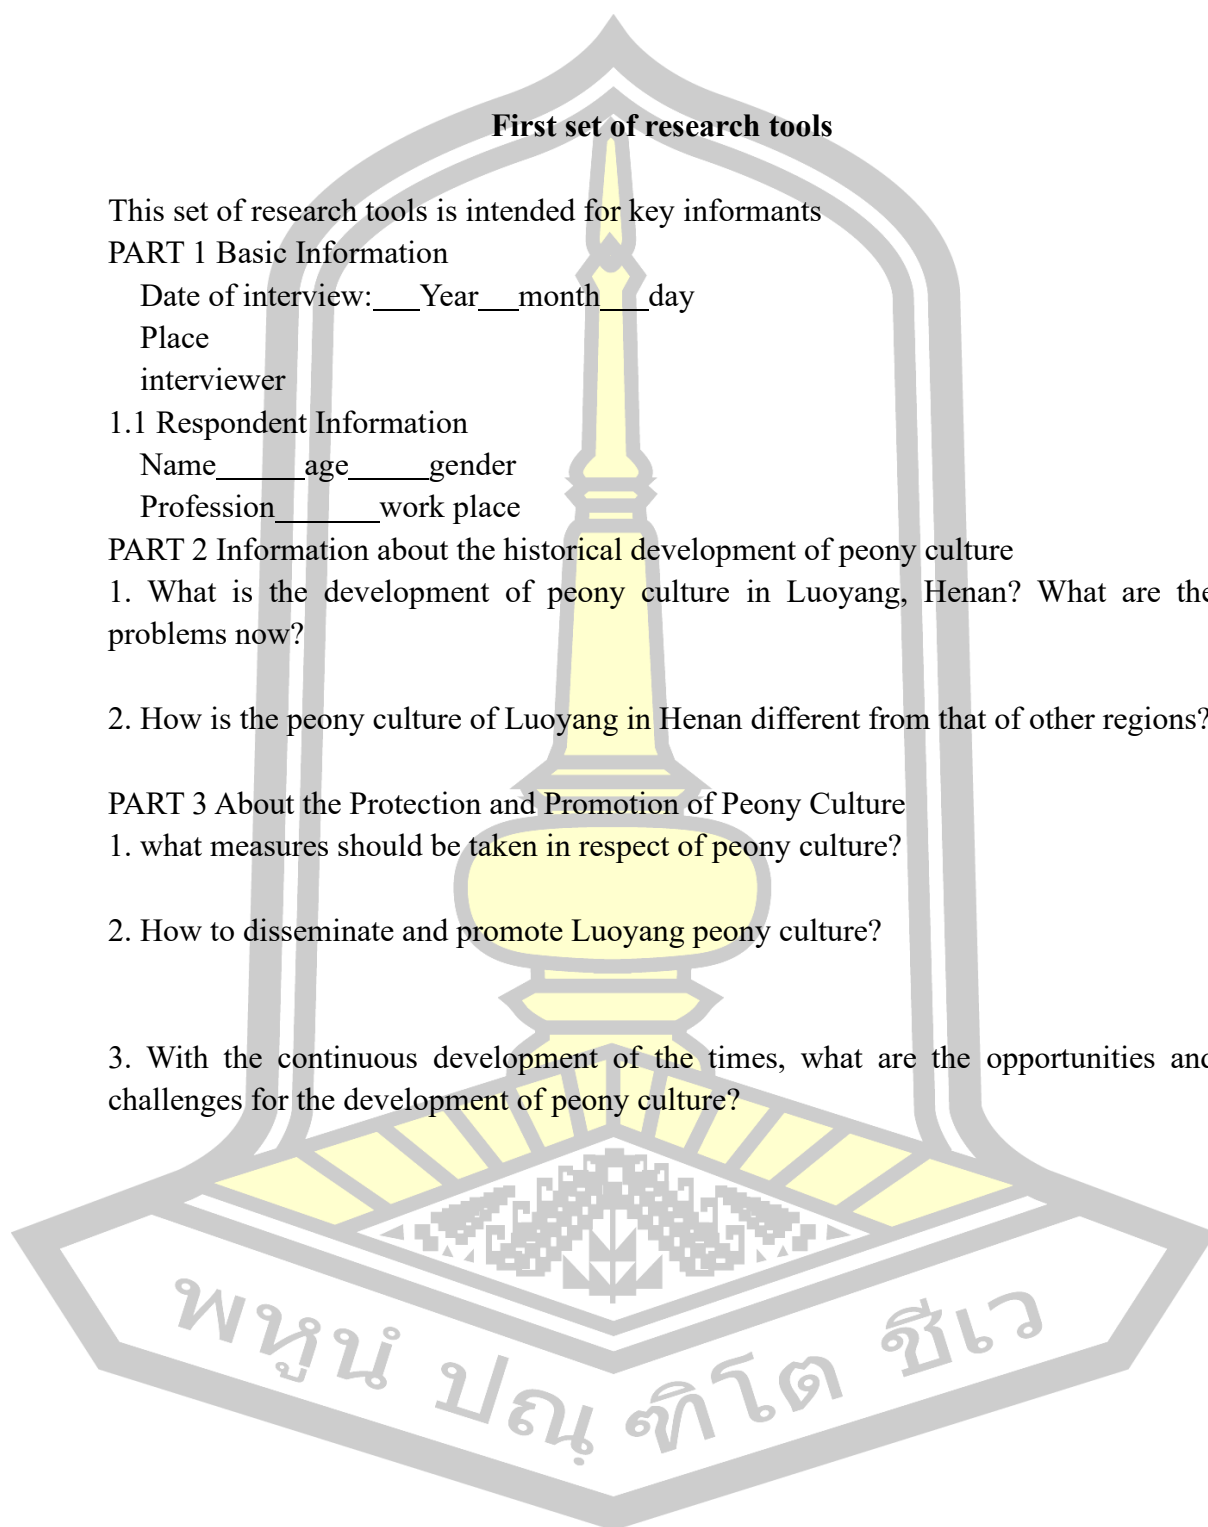 First set of research tools
This set of research tools is intended for key informants
PART 1 Basic Information
Date of interview:___Year___month___day
Place
interviewer
1.1 Respondent Information
Name______age_____gender
Profession_______work place
PART 2 Information about the historical development of peony culture
1. What is the development of peony culture in Luoyang, Henan? What are the
problems now?
2. How is the peony culture of Luoyang in Henan different from that of other regions?
PART 3 About the Protection and Promotion of Peony Culture
1. what measures should be taken in respect of peony culture?
2. How to disseminate and promote Luoyang peony culture?
3. With the continuous development of the times, what are the opportunities and
challenges for the development of peony culture?
พหูนํ ปณฺฑิโต ชีเว